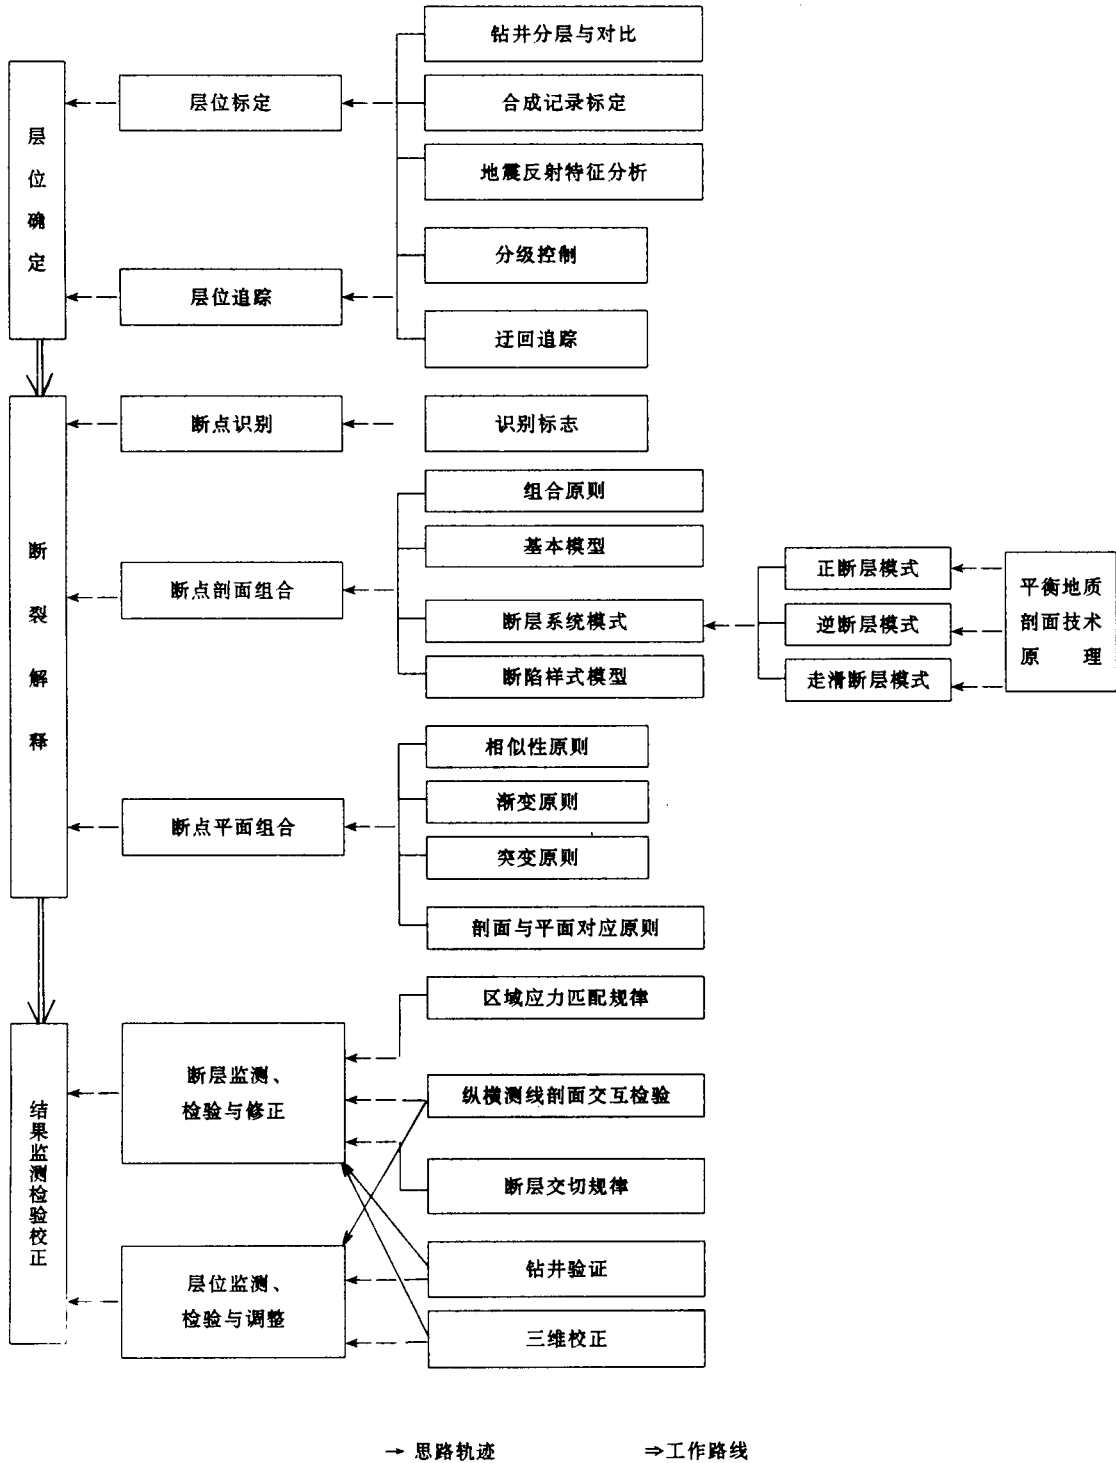 钻井分层与对比
层位标定
合成记录标定
地震反射特征分析
层位确定
分级控制
层位追踪
迂回追踪
断点识别
识别标志
断裂解释
组合原则
基本模型
断点剖面组合
断层系统模式
断陷样式模型
正断层模式
逆断层模式
走滑断层模式
平衡地质
剖面技术
原理
相似性原则
渐变原则
断点平面组合
突变原则
剖面与平面对应原则
区域应力匹配规律
断层监测、
检验与修正
纵横测线剖面交互检验
断层交切规律
结果监测检验校正
钻井验证
层位监测、
检验与调整
三维校正
→ 思路轨迹
⇒工作路线